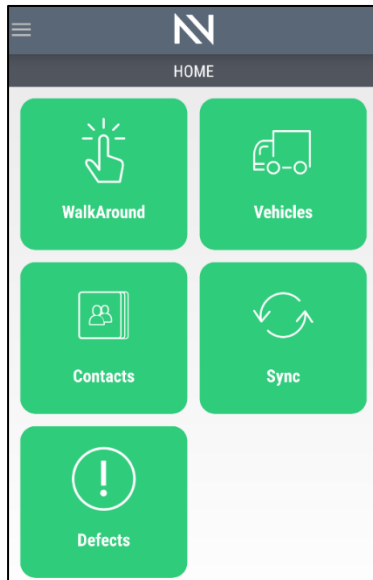 HOME
WalkAround
Vehicles
Contacts
Sync
Defects